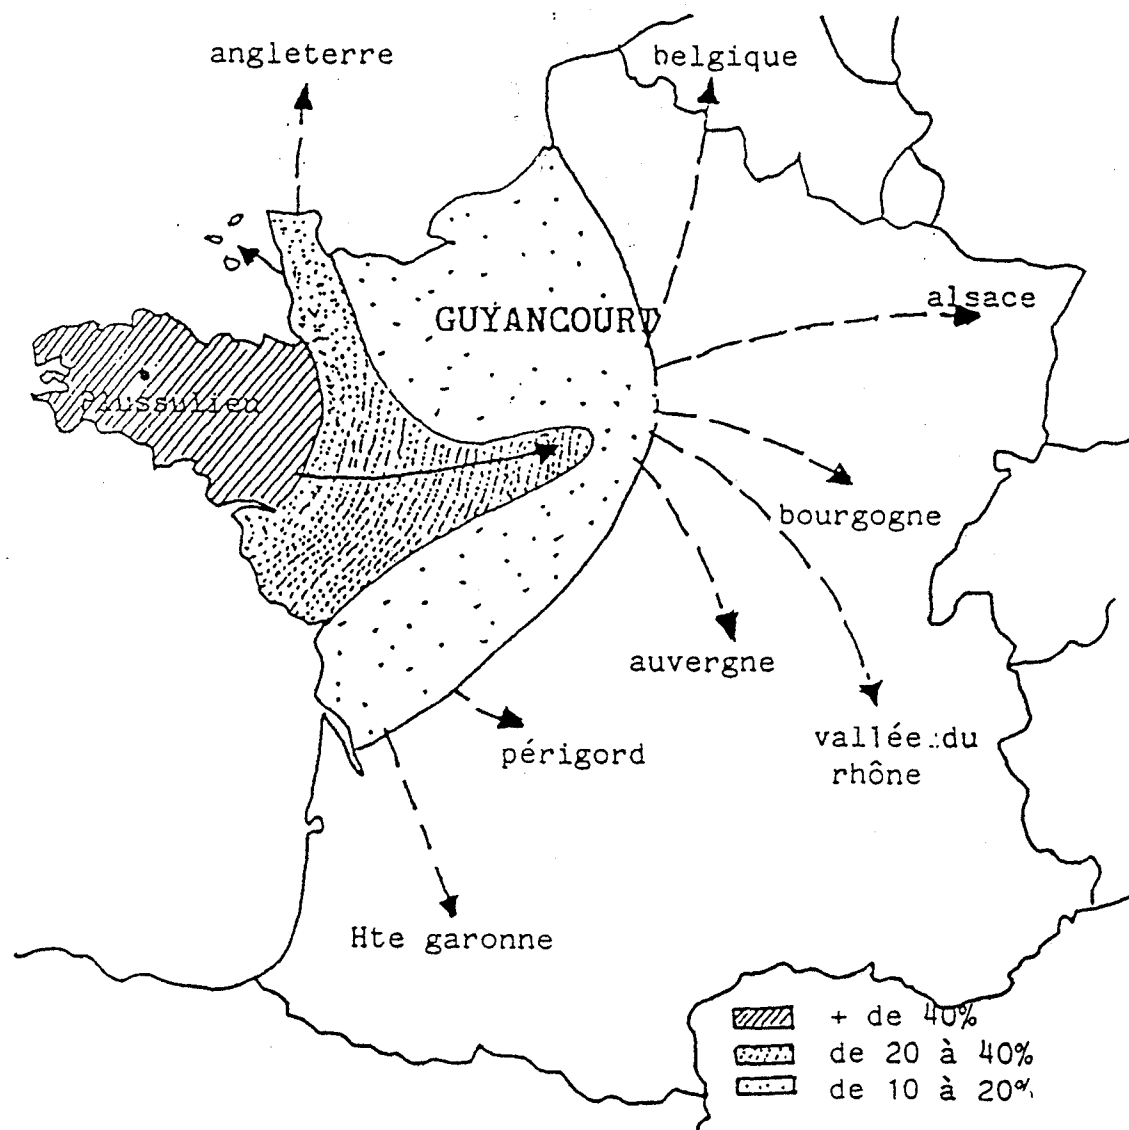 angleterre
belgique
alsace
GUYANCOURT
plussulien
bourgogne
auvergne
vallée du
rhône
périgord
Hte garonne
+ de 40%
de 20 à 40%
de 10 à 20%